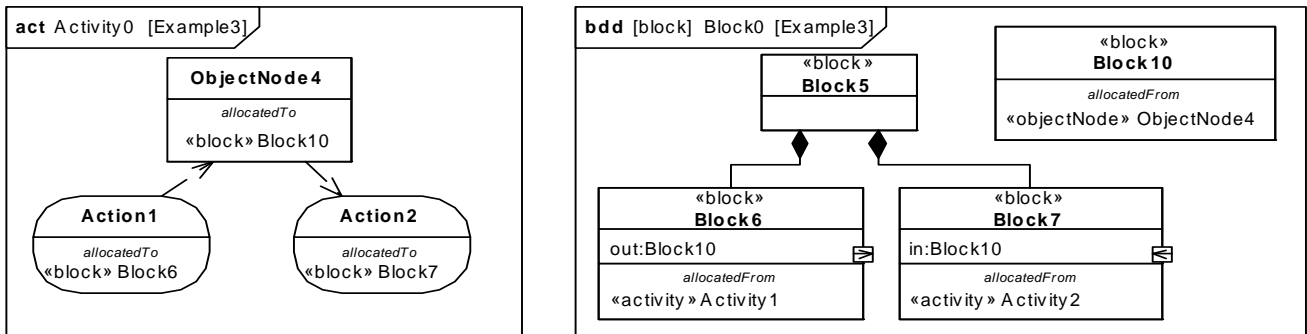 act Activity0 [Example3]
ObjectNode4
allocatedTo
«block» Block10
Action1
allocatedTo
«block» Block6
Action2
allocatedTo
«block» Block7
bdd [block] Block0 [Example3]
«block»
Block5
«block»
Block10
allocatedFrom
«objectNode» ObjectNode4
«block»
Block6
out:Block10
allocatedFrom
«activity» Activity1
«block»
Block7
in:Block10
allocatedFrom
«activity» Activity2